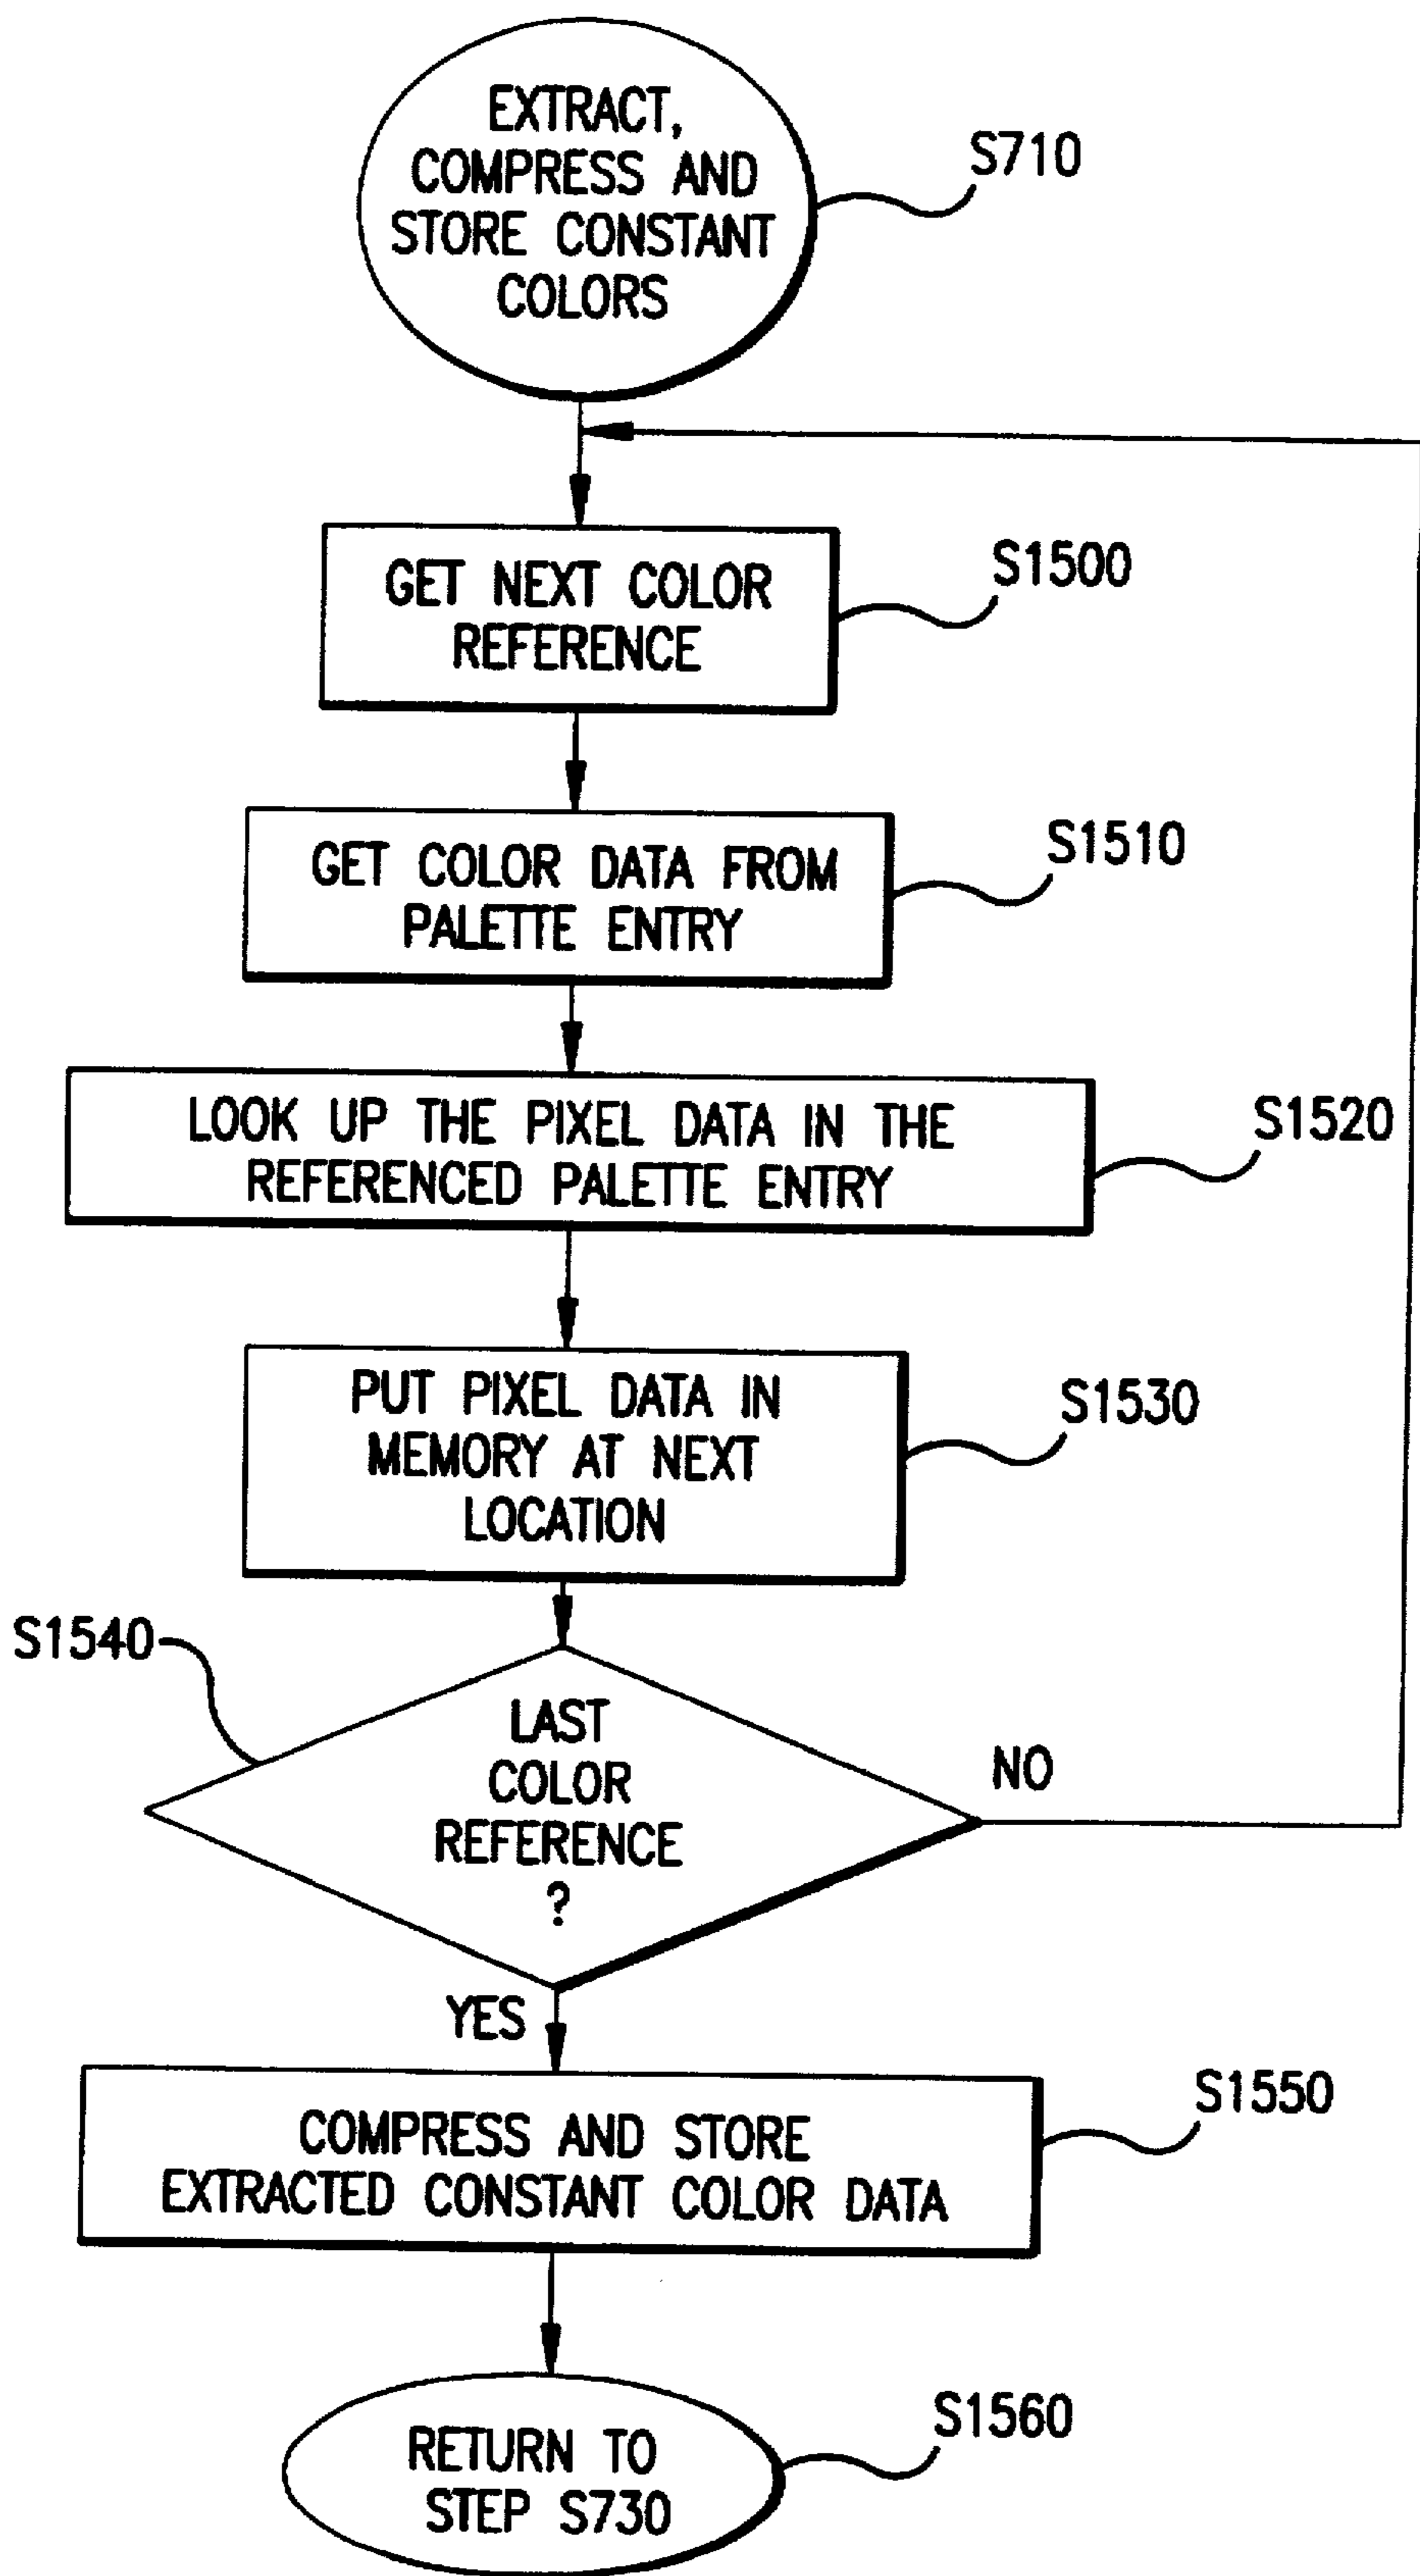 EXTRACT,
COMPRESS AND
STORE CONSTANT
COLORS
S710
GET NEXT COLOR
REFERENCE
S1500
GET COLOR DATA FROM
PALETTE ENTRY
S1510
LOOK UP THE PIXEL DATA IN THE
REFERENCED PALETTE ENTRY
S1520
PUT PIXEL DATA IN
MEMORY AT NEXT
LOCATION
S1530
S1540
LAST
COLOR
REFERENCE
?
NO
YES
COMPRESS AND STORE
EXTRACTED CONSTANT COLOR DATA
S1550
RETURN TO
STEP S730
S1560